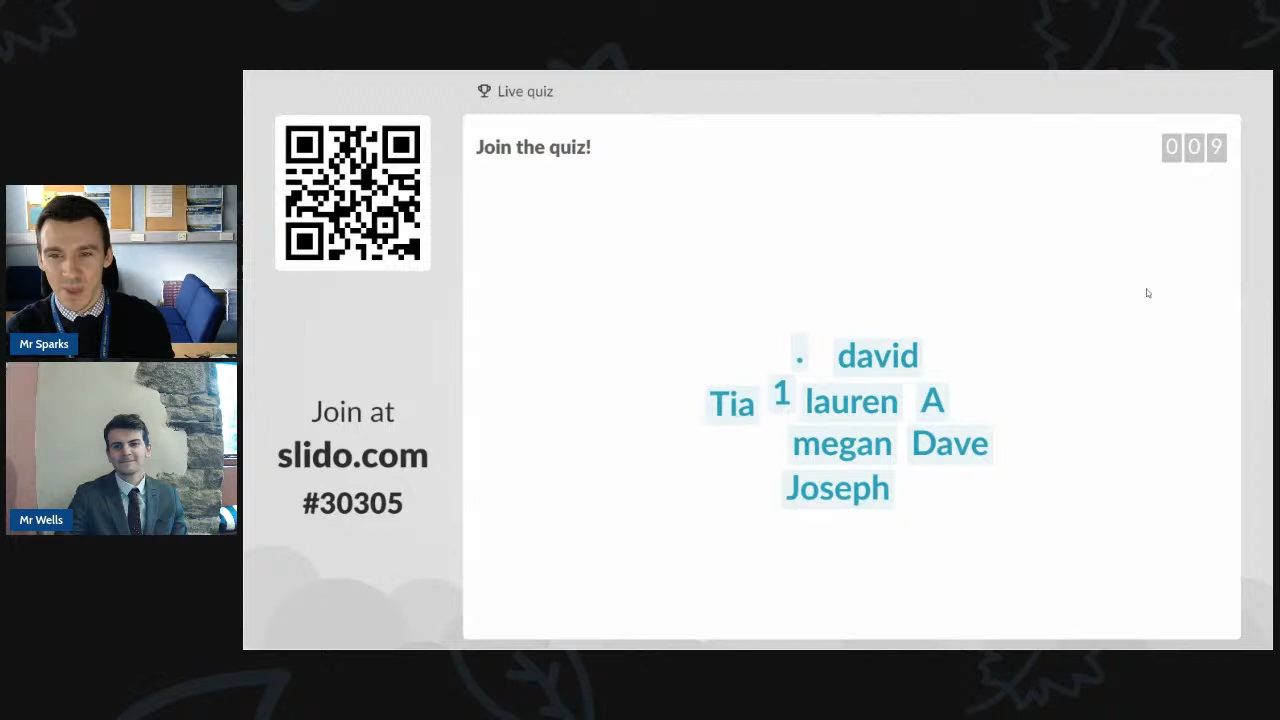 Live quiz
Join the quiz!
009
Mr Sparks
Mr Wells
Join at
slido.com
#30305
. david
Tia 1 lauren A
megan Dave
Joseph